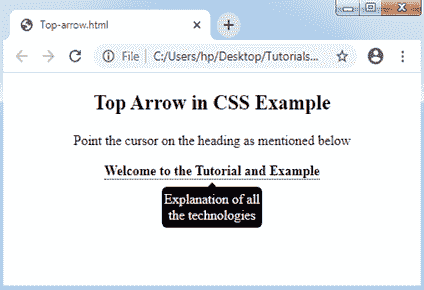 Top-arrow.html
File C:/Users/hp/Desktop/Tutorials...
Top Arrow in CSS Example
Point the cursor on the heading as mentioned below
Welcome to the Tutorial and Example
Explanation of all
the technologies